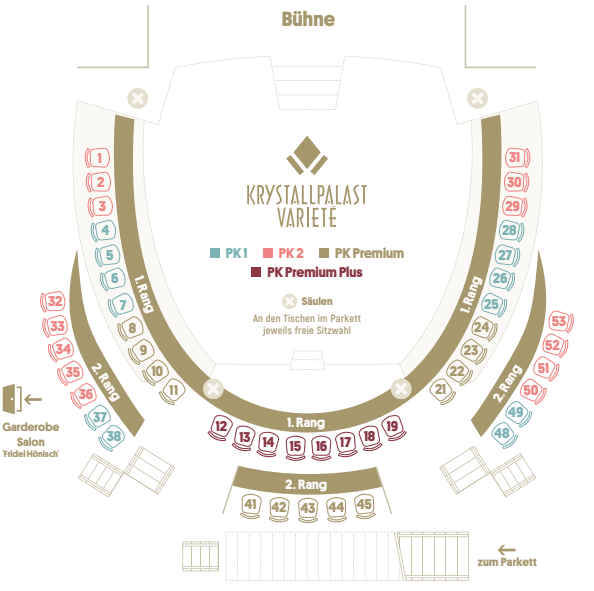 Bühne
KRYSTALLPALAST
VARIETÉ
PK 1
PK 2
PK Premium
PK Premium Plus
Säulen
An den Tischen im Parkett
jeweils freie Sitzwahl
1
2
3
4
5
6
7
8
9
10
11
1. Rang
31
30
29
28
27
26
25
24
23
22
21
1. Rang
32
33
34
35
36
37
38
2. Rang
53
52
51
50
49
48
2. Rang
1. Rang
12
13
14
15
16
17
18
19
2. Rang
41
42
43
44
45
Garderobe
Salon
'Fridel Hönisch'
zum Parkett